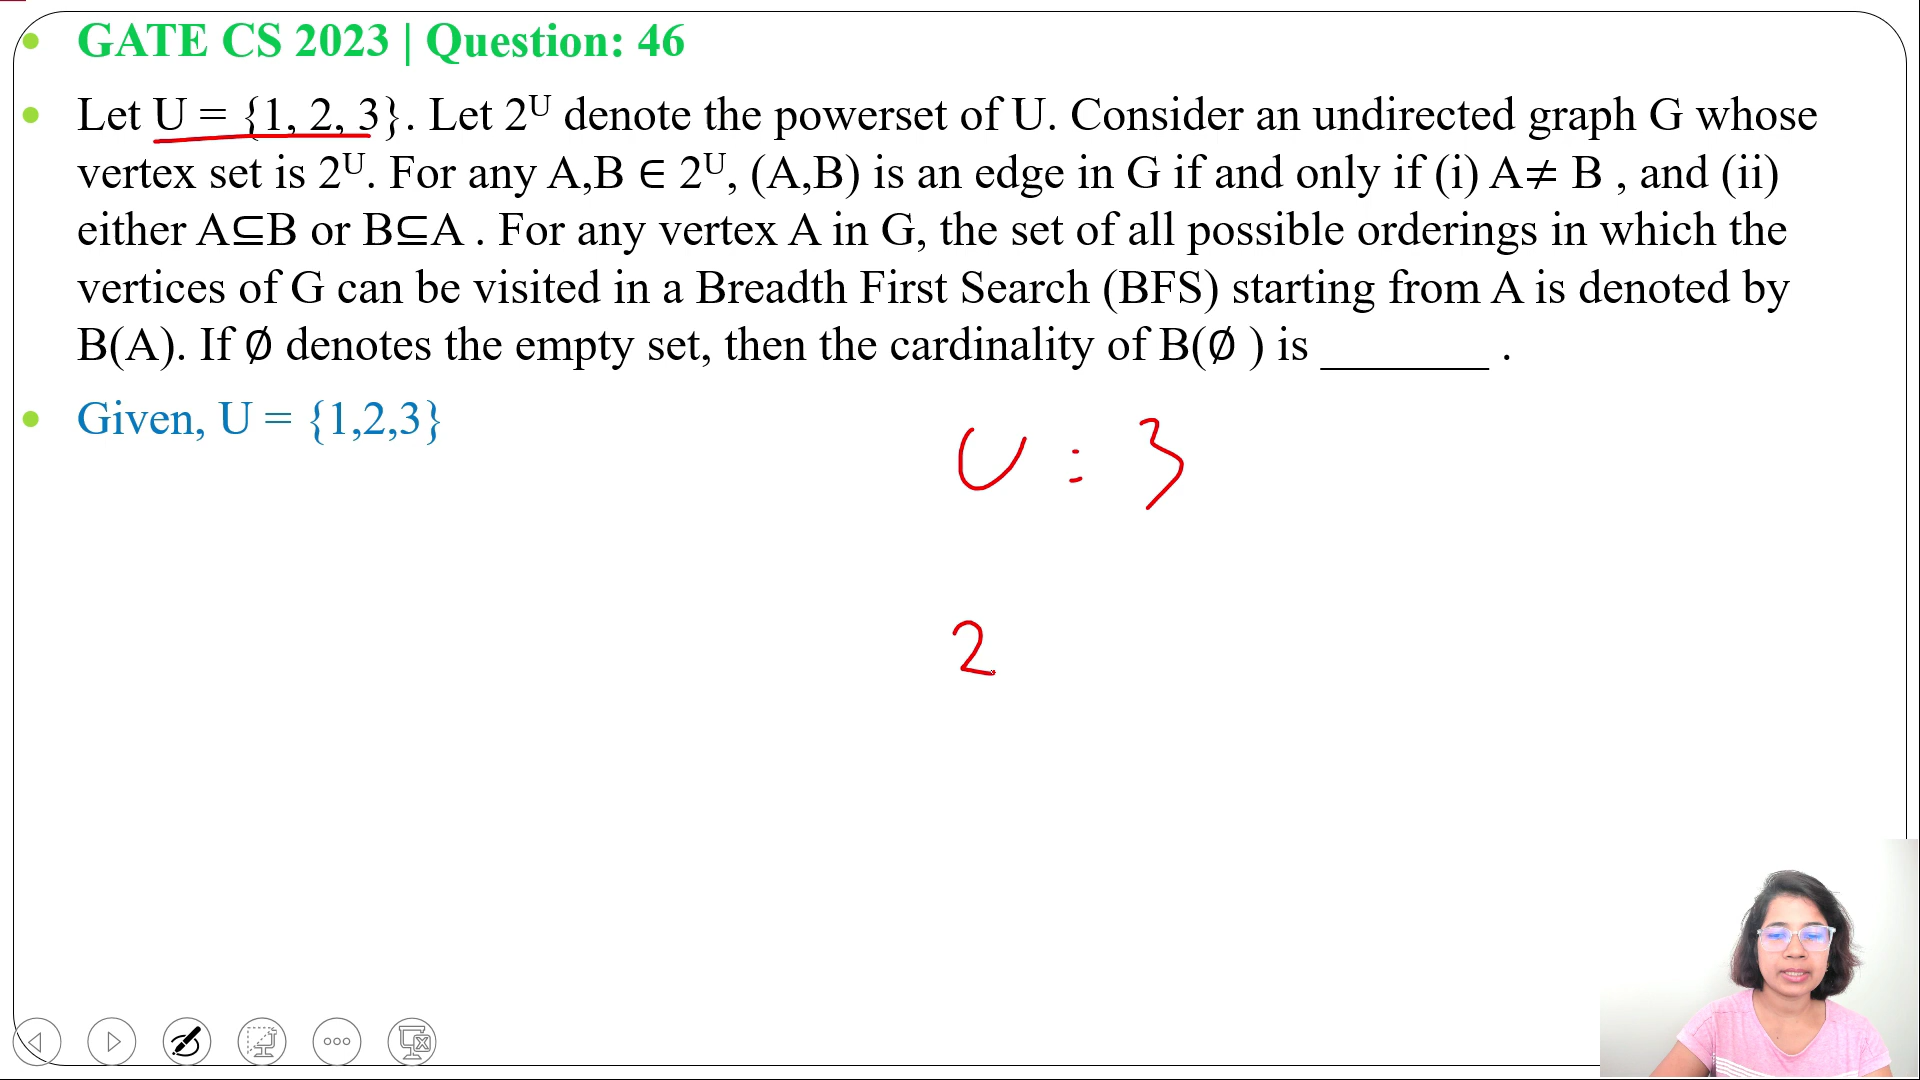 GATE CS 2023 | Question: 46
Let U = {1, 2, 3}. Let 2ᵁ denote the powerset of U. Consider an undirected graph G whose
vertex set is 2ᵁ. For any A,B ∈ 2ᵁ, (A,B) is an edge in G if and only if (i) A≠ B , and (ii)
either A⊆B or B⊆A . For any vertex A in G, the set of all possible orderings in which the
vertices of G can be visited in a Breadth First Search (BFS) starting from A is denoted by
B(A). If ∅ denotes the empty set, then the cardinality of B(∅ ) is ________ .
Given, U = {1,2,3}
U : 3
2